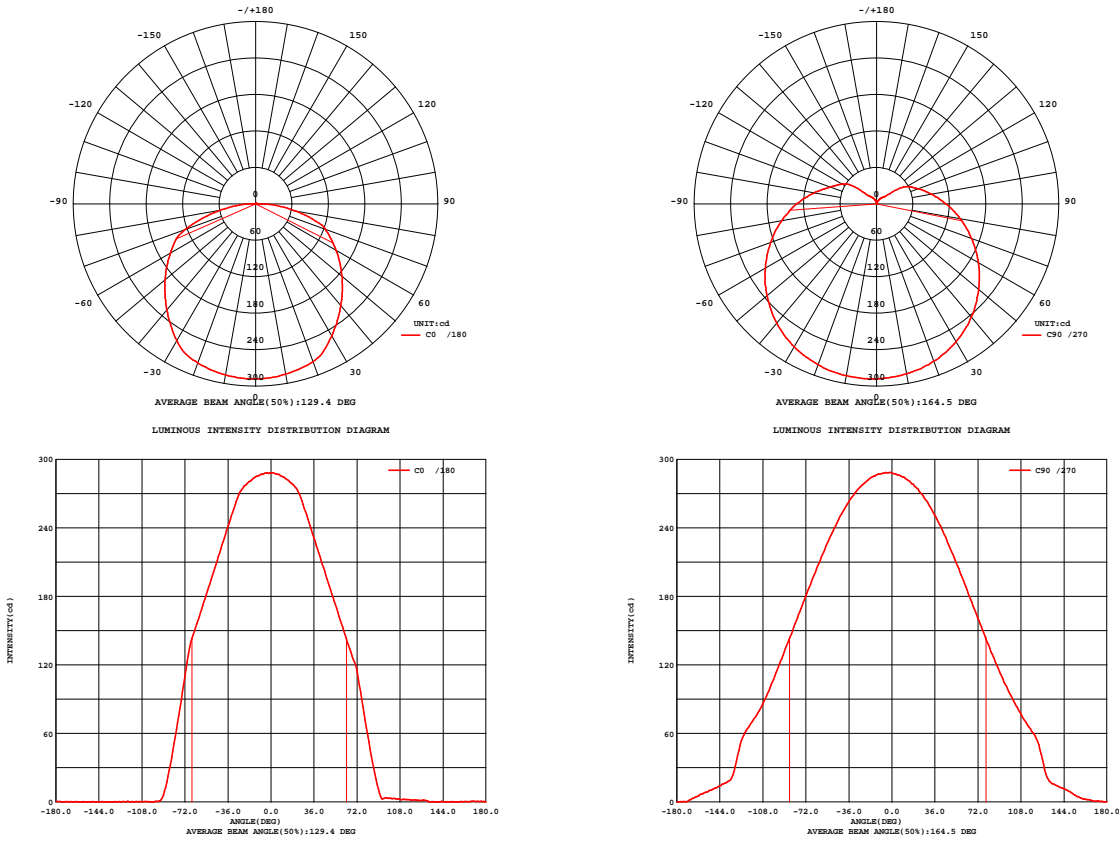 -/+180
-150
150
-120
120
-90
90
-60
60
-30
30
0
0
60
120
180
240
300
UNIT:cd
C0 /180
AVERAGE BEAM ANGLE(50%):129.4 DEG
-/+180
-150
150
-120
120
-90
90
-60
60
-30
30
0
0
60
120
180
240
300
UNIT:cd
C90 /270
AVERAGE BEAM ANGLE(50%):164.5 DEG
LUMINOUS INTENSITY DISTRIBUTION DIAGRAM
LUMINOUS INTENSITY DISTRIBUTION DIAGRAM
C0 /180
INTENSITY(cd)
300
240
180
120
60
0
-180.0 -144.0 -108.0 -72.0 -36.0 0.0 36.0 72.0 108.0 144.0 180.0
ANGLE(DEG)
AVERAGE BEAM ANGLE(50%):129.4 DEG
C90 /270
INTENSITY(cd)
300
240
180
120
60
0
-180.0 -144.0 -108.0 -72.0 -36.0 0.0 36.0 72.0 108.0 144.0 180.0
ANGLE(DEG)
AVERAGE BEAM ANGLE(50%):164.5 DEG